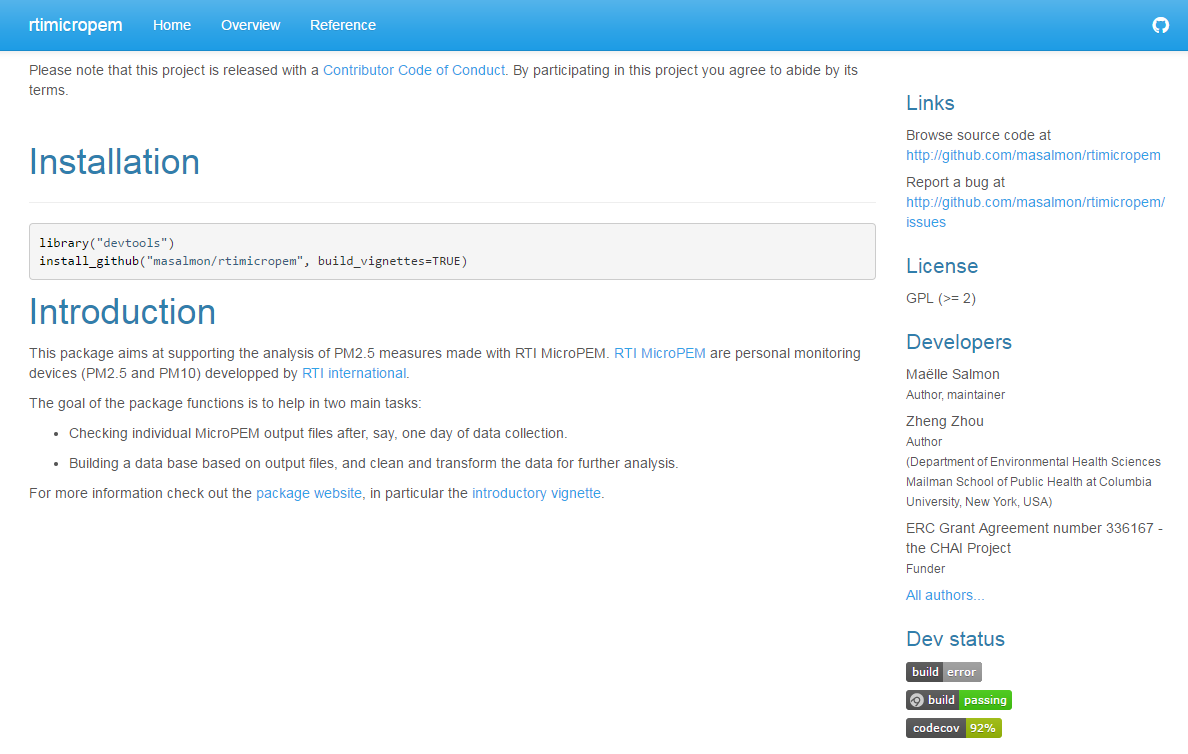 rtimicropem Home Overview Reference
Please note that this project is released with a Contributor Code of Conduct. By participating in this project you agree to abide by its
terms.
Installation
library("devtools")
install_github("masalmon/rtimicropem", build_vignettes=TRUE)
Introduction
This package aims at supporting the analysis of PM2.5 measures made with RTI MicroPEM. RTI MicroPEM are personal monitoring
devices (PM2.5 and PM10) developped by RTI international.
The goal of the package functions is to help in two main tasks:
• Checking individual MicroPEM output files after, say, one day of data collection.
• Building a data base based on output files, and clean and transform the data for further analysis.
For more information check out the package website, in particular the introductory vignette.
Links
Browse source code at
http://github.com/masalmon/rtimicropem
Report a bug at
http://github.com/masalmon/rtimicropem/
issues
License
GPL (>= 2)
Developers
Maëlle Salmon
Author, maintainer
Zheng Zhou
Author
(Department of Environmental Health Sciences
Mailman School of Public Health at Columbia
University, New York, USA)
ERC Grant Agreement number 336167 -
the CHAI Project
Funder
All authors...
Dev status
build error
build passing
codecov 92%